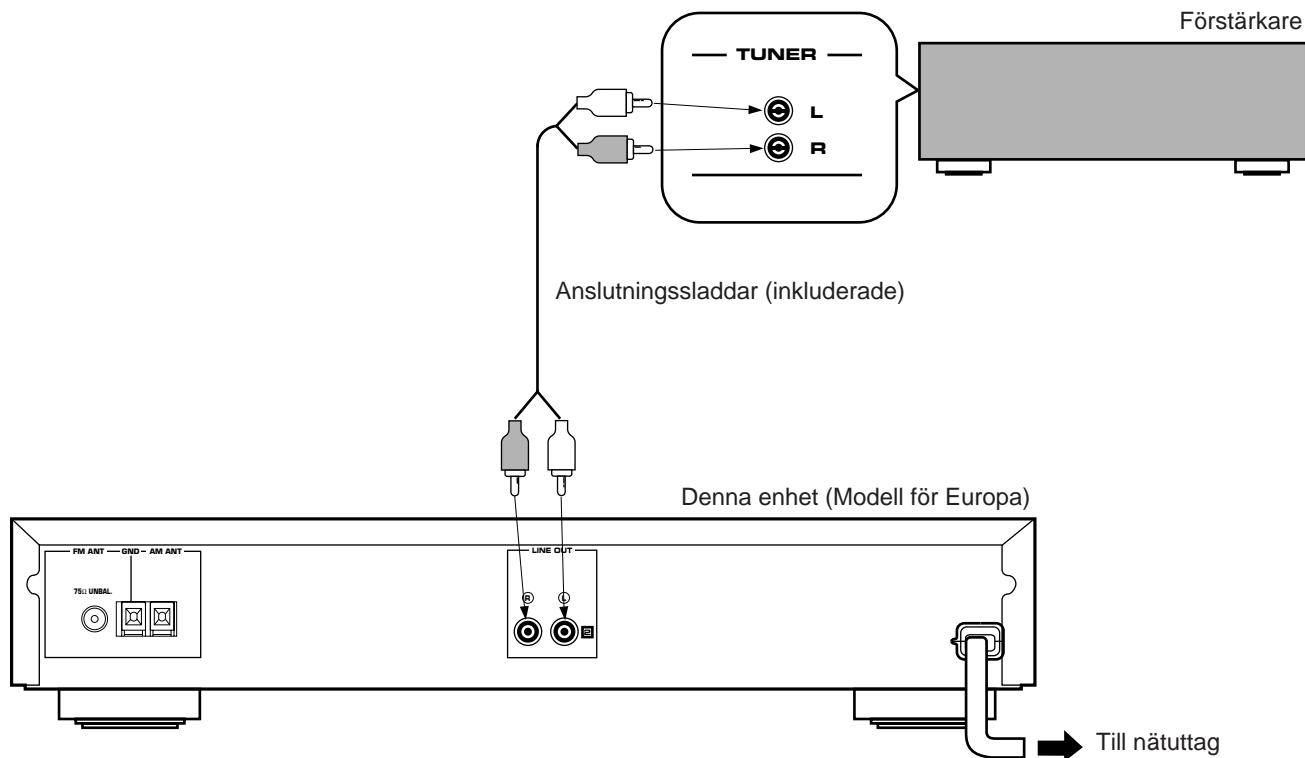 Förstärkare
TUNER
L
R
Anslutningssladdar (inkluderade)
Denna enhet (Modell för Europa)
FM ANT GND AM ANT
LINE OUT
75Ω UNBAL.
R L
2
Till nätuttag